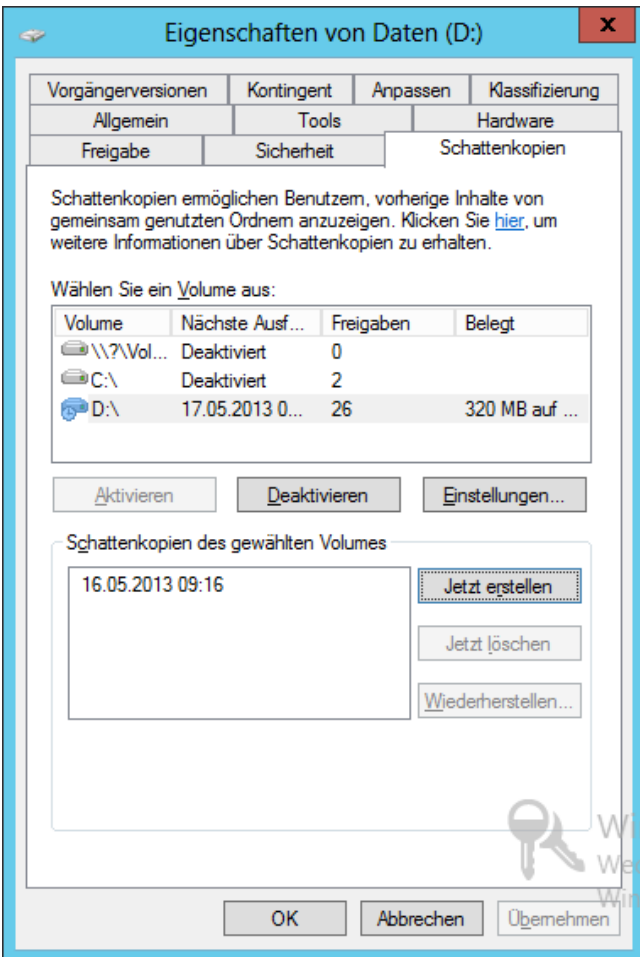 Eigenschaften von Daten (D:)
x
Vorgängerversionen Kontingent Anpassen Klassifizierung
Allgemein Tools Hardware
Freigabe Sicherheit Schattenkopien
Schattenkopien ermöglichen Benutzern, vorherige Inhalte von
gemeinsam genutzten Ordnern anzuzeigen. Klicken Sie hier, um
weitere Informationen über Schattenkopien zu erhalten.
Wählen Sie ein Volume aus:
Volume Nächste Ausf... Freigaben Belegt
\\?\Vol... Deaktiviert 0
C:\ Deaktiviert 2
D:\ 17.05.2013 0... 26 320 MB auf ...
Aktivieren Deaktivieren Einstellungen...
Schattenkopien des gewählten Volumes
16.05.2013 09:16
Jetzt erstellen
Jetzt löschen
Wiederherstellen...
OK Abbrechen Übernehmen